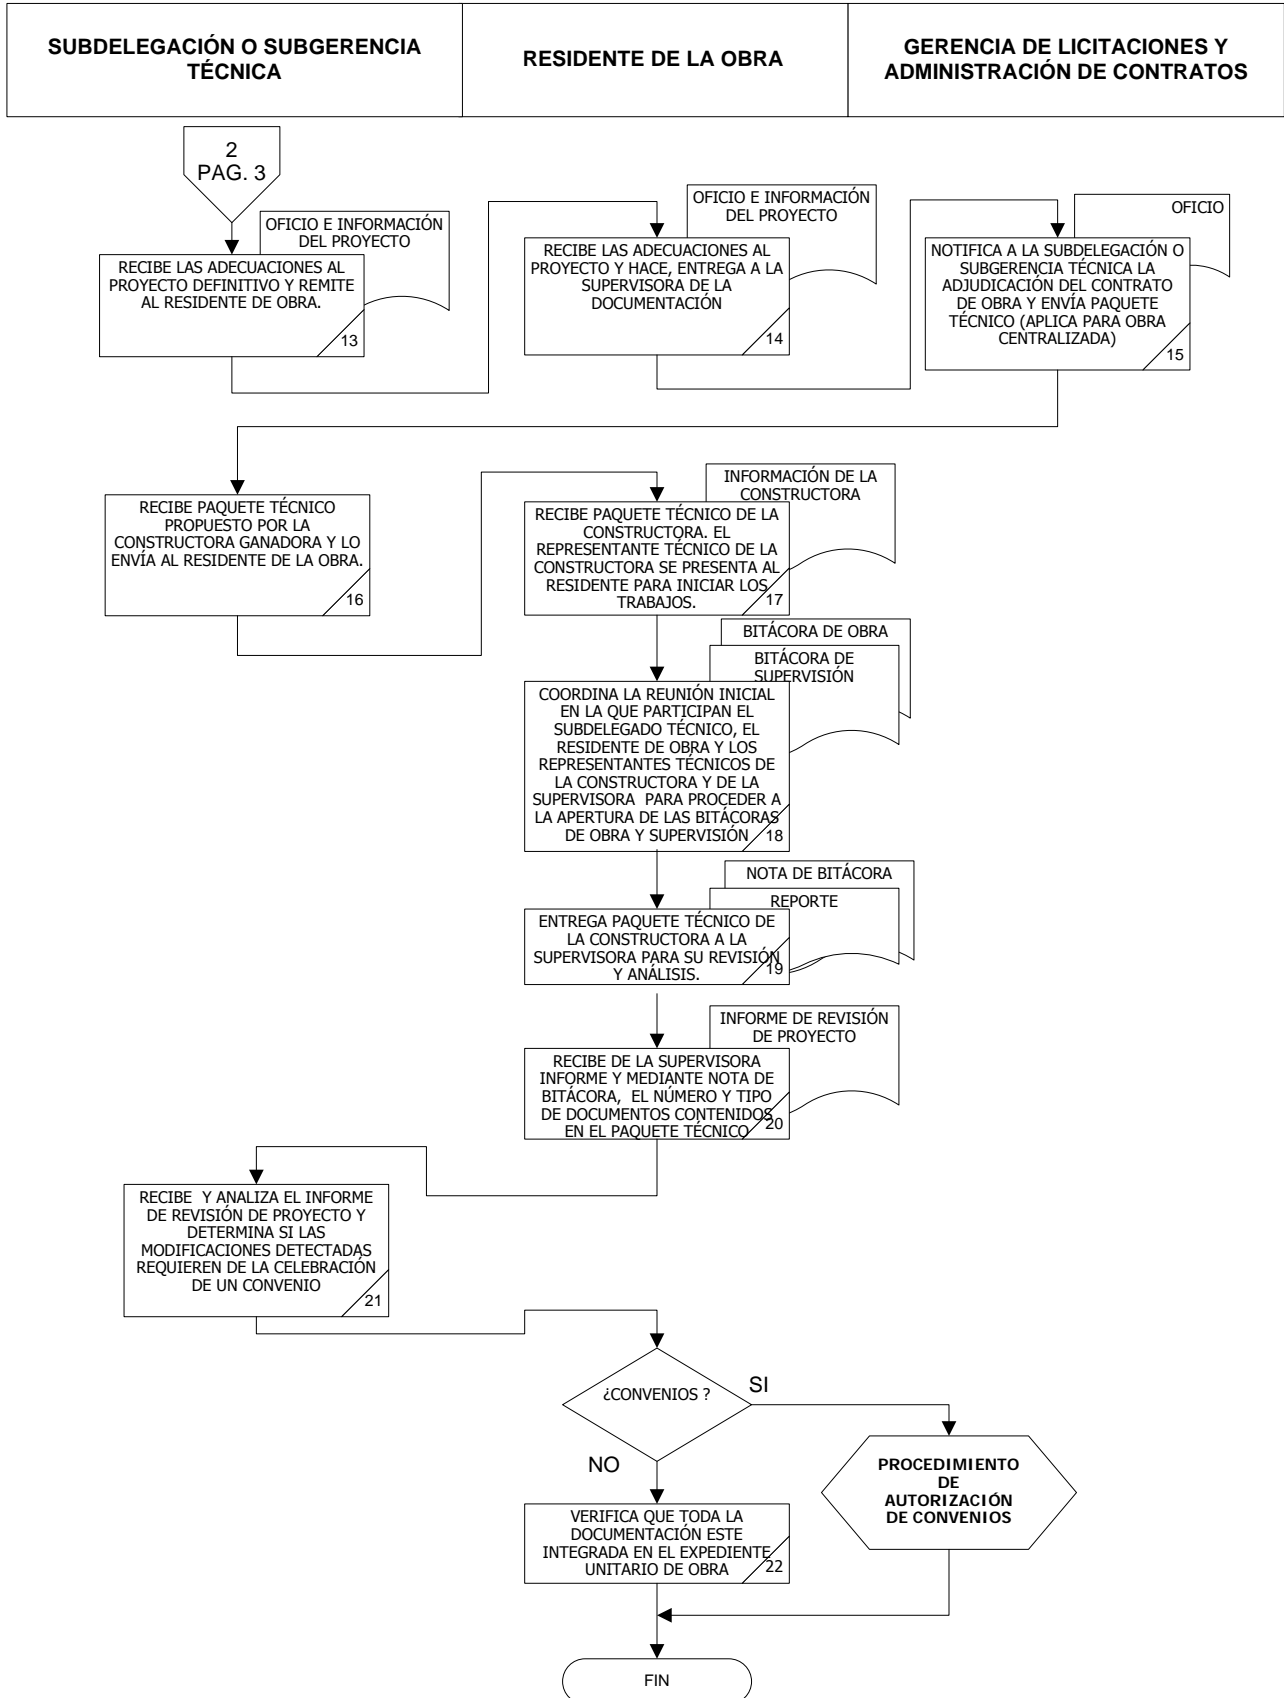 SUBDELEGACIÓN O SUBGERENCIA
TÉCNICA
RESIDENTE DE LA OBRA
GERENCIA DE LICITACIONES Y
ADMINISTRACIÓN DE CONTRATOS
2
PAG. 3
OFICIO E INFORMACIÓN
DEL PROYECTO
RECIBE LAS ADECUACIONES AL
PROYECTO DEFINITIVO Y REMITE
AL RESIDENTE DE OBRA.
13
OFICIO E INFORMACIÓN
DEL PROYECTO
RECIBE LAS ADECUACIONES AL
PROYECTO Y HACE, ENTREGA A LA
SUPERVISORA DE LA
DOCUMENTACIÓN
14
OFICIO
NOTIFICA A LA SUBDELEGACIÓN O
SUBGERENCIA TÉCNICA LA
ADJUDICACIÓN DEL CONTRATO
DE OBRA Y ENVÍA PAQUETE
TÉCNICO (APLICA PARA OBRA
CENTRALIZADA)
15
RECIBE PAQUETE TÉCNICO
PROPUESTO POR LA
CONSTRUCTORA GANADORA Y LO
ENVÍA AL RESIDENTE DE LA OBRA.
16
INFORMACIÓN DE LA
CONSTRUCTORA
RECIBE PAQUETE TÉCNICO DE LA
CONSTRUCTORA. EL
REPRESENTANTE TÉCNICO DE LA
CONSTRUCTORA SE PRESENTA AL
RESIDENTE PARA INICIAR LOS
TRABAJOS.
17
BITÁCORA DE OBRA
BITÁCORA DE
SUPERVISIÓN
COORDINA LA REUNIÓN INICIAL
EN LA QUE PARTICIPAN EL
SUBDELEGADO TÉCNICO, EL
RESIDENTE DE OBRA Y LOS
REPRESENTANTES TÉCNICOS DE
LA CONSTRUCTORA Y DE LA
SUPERVISORA  PARA PROCEDER A
LA APERTURA DE LAS BITÁCORAS
DE OBRA Y SUPERVISIÓN
18
NOTA DE BITÁCORA
REPORTE
ENTREGA PAQUETE TÉCNICO DE
LA CONSTRUCTORA A LA
SUPERVISORA PARA SU REVISIÓN
Y ANÁLISIS.
19
INFORME DE REVISIÓN
DE PROYECTO
RECIBE DE LA SUPERVISORA
INFORME Y MEDIANTE NOTA DE
BITÁCORA,  EL NÚMERO Y TIPO
DE DOCUMENTOS CONTENIDOS
EN EL PAQUETE TÉCNICO
20
RECIBE  Y ANALIZA EL INFORME
DE REVISIÓN DE PROYECTO Y
DETERMINA SI LAS
MODIFICACIONES DETECTADAS
REQUIEREN DE LA CELEBRACIÓN
DE UN CONVENIO
21
¿CONVENIOS ?
SI
NO
PROCEDIMIENTO
DE
AUTORIZACIÓN
DE CONVENIOS
VERIFICA QUE TODA LA
DOCUMENTACIÓN ESTE
INTEGRADA EN EL EXPEDIENTE
UNITARIO DE OBRA
22
FIN